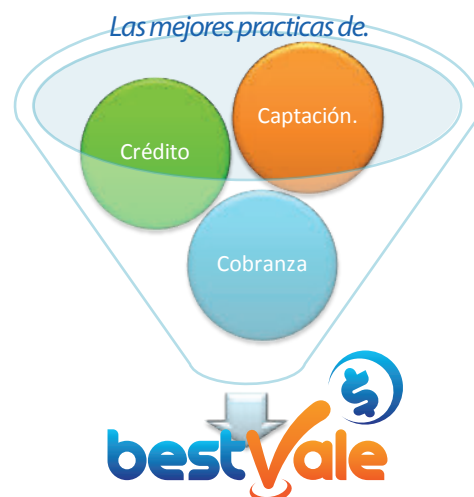 Las mejores practicas de.
Captación.
Crédito
Cobranza
$
bestVale